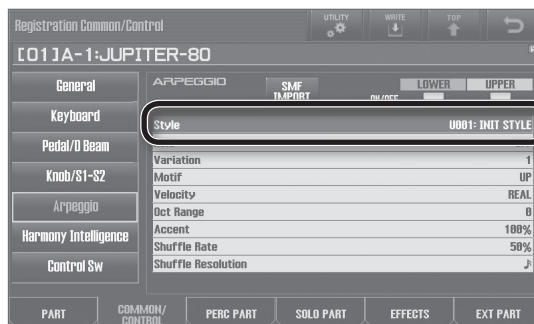 Registration Common/Control
UTILITY
WRITE
TOP
[01]A-1:JUPITER-80
General
Keyboard
Pedal/D Beam
Knob/S1-S2
Arpeggio
Harmony Intelligence
Control Sw
ARPEGGIO
SMF
IMPORT
ON/OFF
LOWER
UPPER
Style U001: INIT STYLE
Variation 1
Motif UP
Velocity REAL
Oct Range 0
Accent 100%
Shuffle Rate 50%
Shuffle Resolution
PART
COMMON/
CONTROL
PERC PART
SOLO PART
EFFECTS
EXT PART